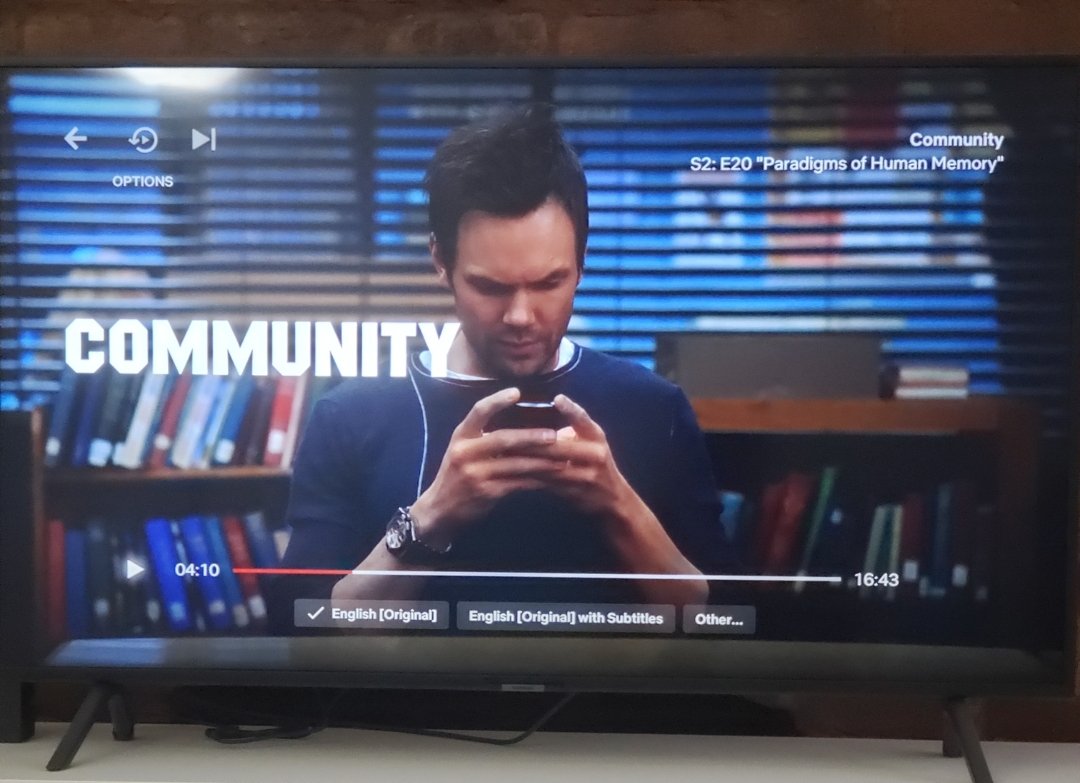 Community
S2: E20 "Paradigms of Human Memory"
OPTIONS
COMMUNITY
04:10
16:43
English [Original]
English [Original] with Subtitles
Other...